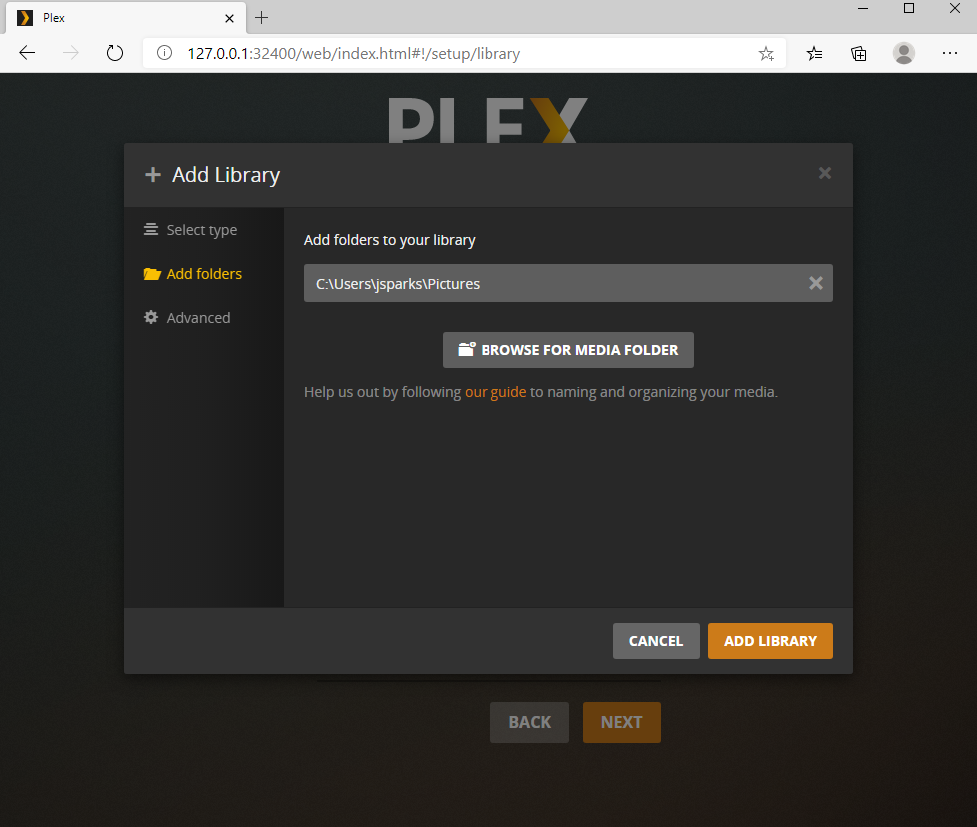 Plex
127.0.0.1:32400/web/index.html#!/setup/library
PLEX
Add Library
Select type
Add folders
Advanced
Add folders to your library
C:\Users\jsparks\Pictures
BROWSE FOR MEDIA FOLDER
Help us out by following our guide to naming and organizing your media.
CANCEL
ADD LIBRARY
BACK
NEXT